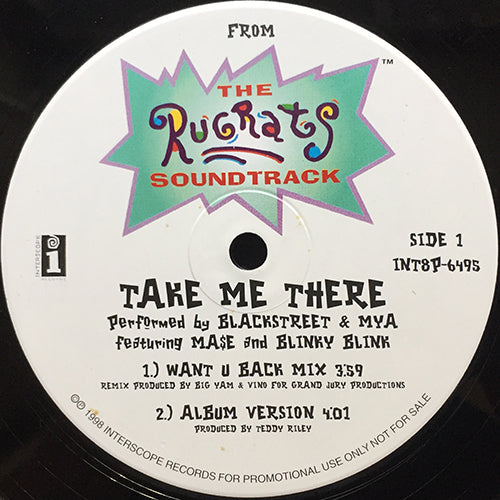 FROM
THE
RUGRATS
SOUNDTRACK
TM
SIDE 1
INT8P-6495
INTERSCOPE
RECORDS
i
TAKE ME THERE
Performed by BLACKSTREET & MYA
featuring MA$E and BLINKY BLINK
1.) WANT U BACK MIX 3:59
REMIX PRODUCED BY BIG YAM & VINO FOR GRAND JURY PRODUCTIONS
2.) ALBUM VERSION 4:01
PRODUCED BY TEDDY RILEY
©℗ 1998 INTERSCOPE RECORDS FOR PROMOTIONAL USE ONLY NOT FOR SALE